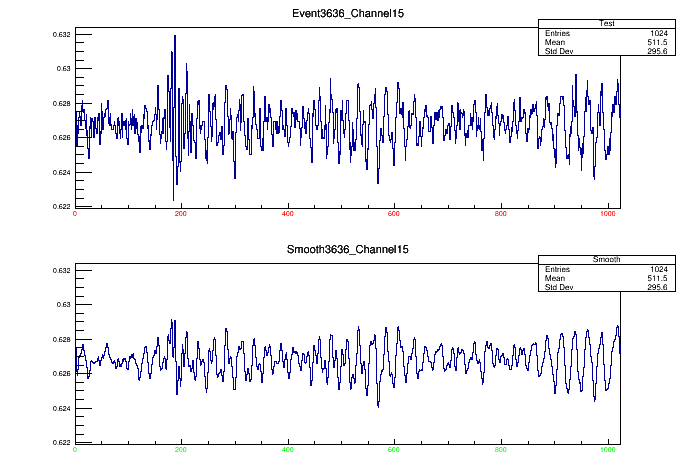 Event3636_Channel15
Test
Entries 1024
Mean 511.5
Std Dev 295.6
0.632
0.63
0.628
0.626
0.624
0.622
0 200 400 600 800 1000
Smooth3636_Channel15
Smooth
Entries 1024
Mean 511.5
Std Dev 295.6
0.632
0.63
0.628
0.626
0.624
0.622
0 200 400 600 800 1000